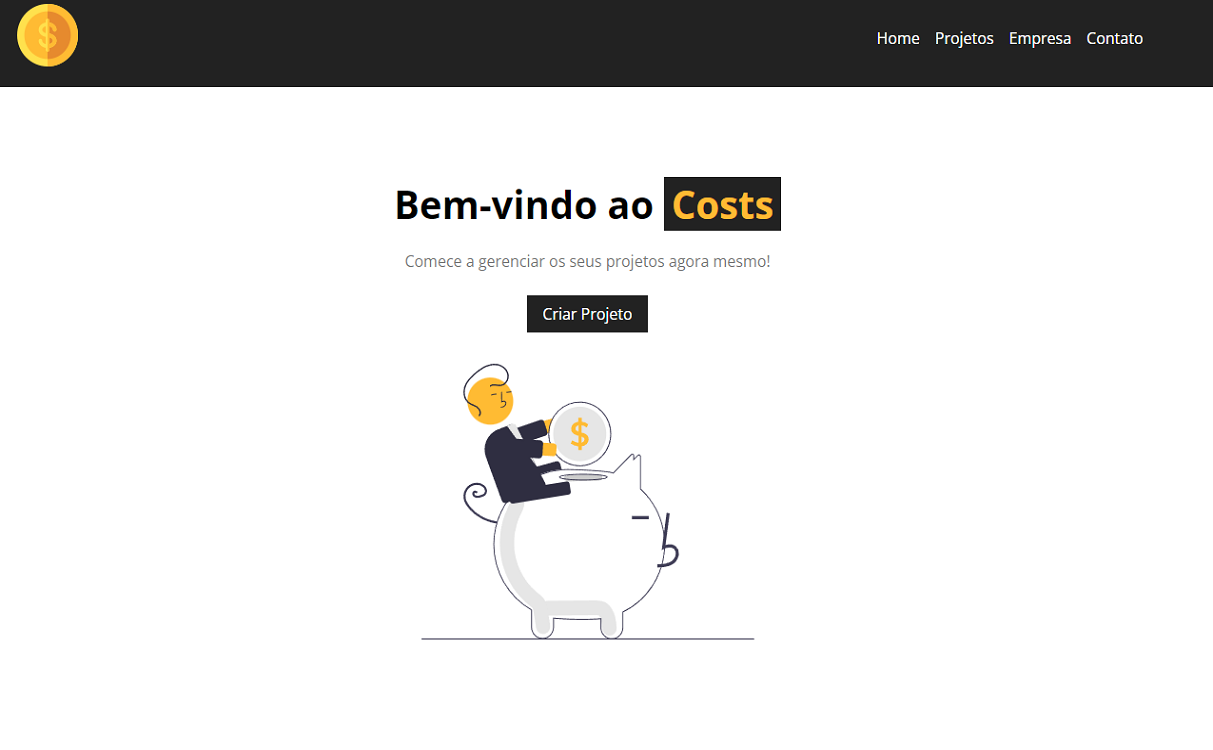 $
Home Projetos Empresa Contato
Bem-vindo ao Costs
Comece a gerenciar os seus projetos agora mesmo!
Criar Projeto
$